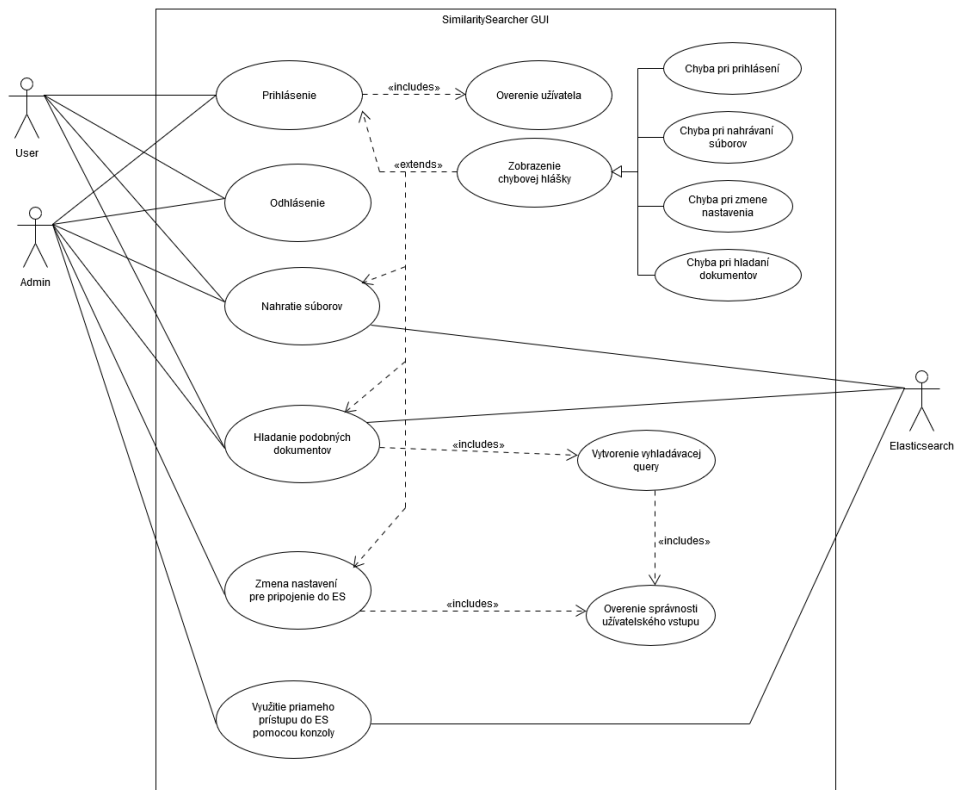 SimilaritySearcher GUI
Chyba pri prihlásení
Prihlásenie
«includes»
Overenie užívatela
User
Chyba pri nahrávaní
súborov
«extends»
Zobrazenie
chybovej hlášky
Odhlásenie
Chyba pri zmene
nastavenia
Admin
Chyba pri hladaní
dokumentov
Nahratie súborov
Hladanie podobných
dokumentov
«includes»
Vytvorenie vyhladávacej
query
Elasticsearch
«includes»
Zmena nastavení
pre pripojenie do ES
«includes»
Overenie správnosti
užívatelského vstupu
Využitie priameho
prístupu do ES
pomocou konzoly